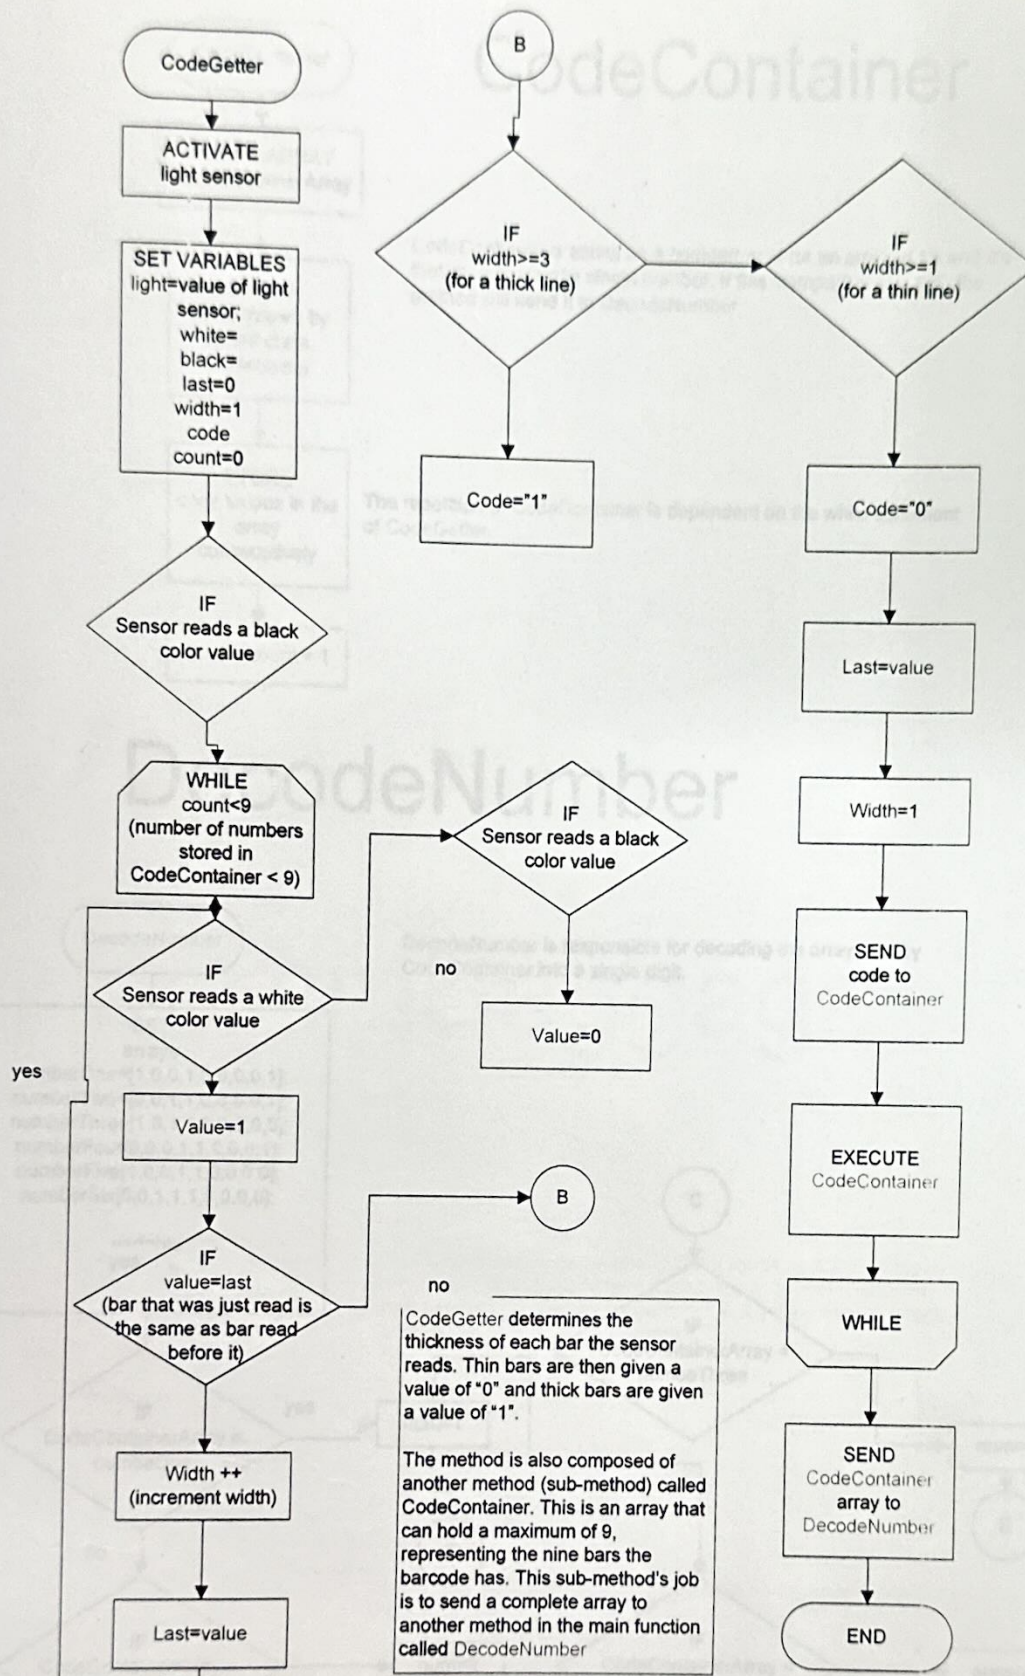 CodeGetter
ACTIVATE
light sensor
SET VARIABLES
light=value of light
sensor;
white=
black=
last=0
width=1
code
count=0
IF
Sensor reads a black
color value
WHILE
count<9
(number of numbers
stored in
CodeContainer < 9)
IF
Sensor reads a white
color value
yes
no
IF
Sensor reads a black
color value
Value=0
Value=1
IF
value=last
(bar that was just read is
the same as bar read
before it)
B
no
Width ++
(increment width)
Last=value
CodeGetter determines the
thickness of each bar the sensor
reads. Thin bars are then given a
value of "0" and thick bars are given
a value of "1".
The method is also composed of
another method (sub-method) called
CodeContainer. This is an array that
can hold a maximum of 9,
representing the nine bars the
barcode has. This sub-method's job
is to send a complete array to
another method in the main function
called DecodeNumber
B
IF
width>=3
(for a thick line)
Code="1"
IF
width>=1
(for a thin line)
Code="0"
Last=value
Width=1
SEND
code to
CodeContainer
EXECUTE
CodeContainer
WHILE
SEND
CodeContainer
array to
DecodeNumber
END
CodeContainer
DecodeNumber